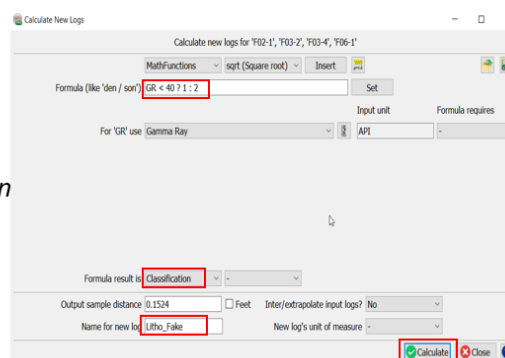 Calculate New Logs
Calculate new logs for 'F02-1', 'F03-2', 'F03-4', 'F06-1'
MathFunctions sqrt (Square root) Insert
Formula (like 'den / son') GR < 40 ? 1 : 2 Set
Input unit Formula requires
For 'GR' use Gamma Ray API -
n
Formula result is Classification -
Output sample distance 0.1524 Feet Inter/extrapolate input logs? No
Name for new log Litho_Fake New log's unit of measure -
Calculate Close